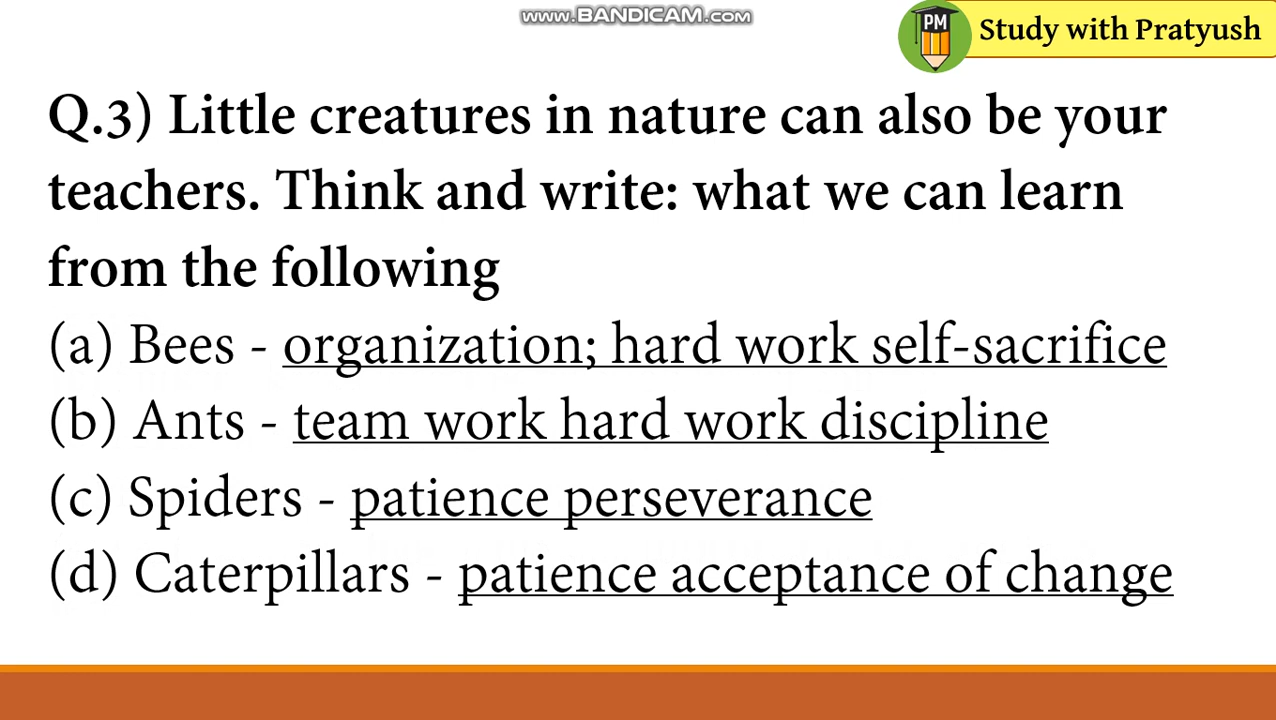 www.BANDICAM.com
PM
Study with Pratyush
Q.3) Little creatures in nature can also be your
teachers. Think and write: what we can learn
from the following
(a) Bees - organization; hard work self-sacrifice
(b) Ants - team work hard work discipline
(c) Spiders - patience perseverance
(d) Caterpillars - patience acceptance of change